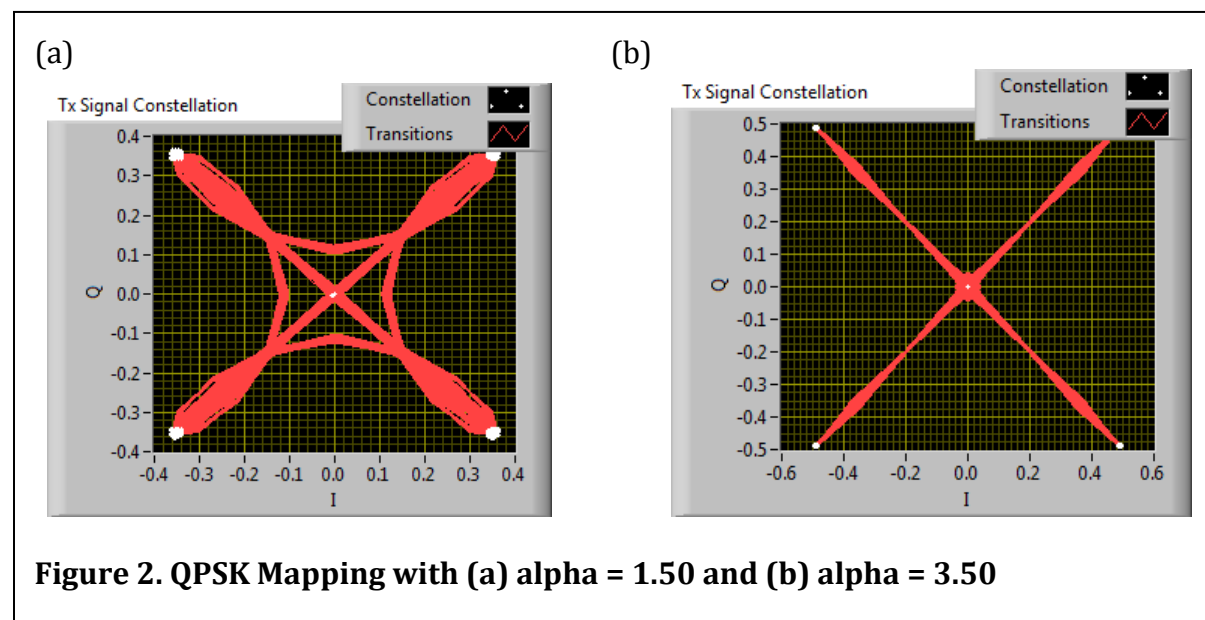 (a)
(b)
Tx Signal Constellation
Constellation
Transitions
0.4
0.3
0.2
0.1
0.0
-0.1
-0.2
-0.3
-0.4
Q
-0.4 -0.3 -0.2 -0.1 0.0 0.1 0.2 0.3 0.4
I
Tx Signal Constellation
Constellation
Transitions
0.5
0.4
0.3
0.2
0.1
0.0
-0.1
-0.2
-0.3
-0.4
-0.5
Q
-0.6 -0.4 -0.2 0.0 0.2 0.4 0.6
I
Figure 2. QPSK Mapping with (a) alpha = 1.50 and (b) alpha = 3.50